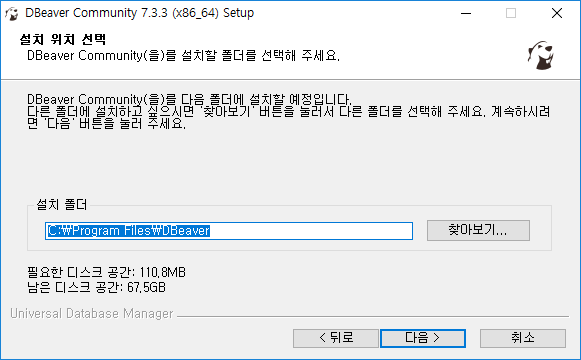 DBeaver Community 7.3.3 (x86_64) Setup
설치 위치 선택
DBeaver Community(을)를 설치할 폴더를 선택해 주세요.
DBeaver Community(을)를 다음 폴더에 설치할 예정입니다.
다른 폴더에 설치하고 싶으시면 '찾아보기' 버튼을 눌러서 다른 폴더를 선택해 주세요. 계속하시려
면 '다음' 버튼을 눌러 주세요.
설치 폴더
C:₩Program Files₩DBeaver
찾아보기...
필요한 디스크 공간: 110.8MB
남은 디스크 공간: 67.5GB
Universal Database Manager
< 뒤로
다음 >
취소